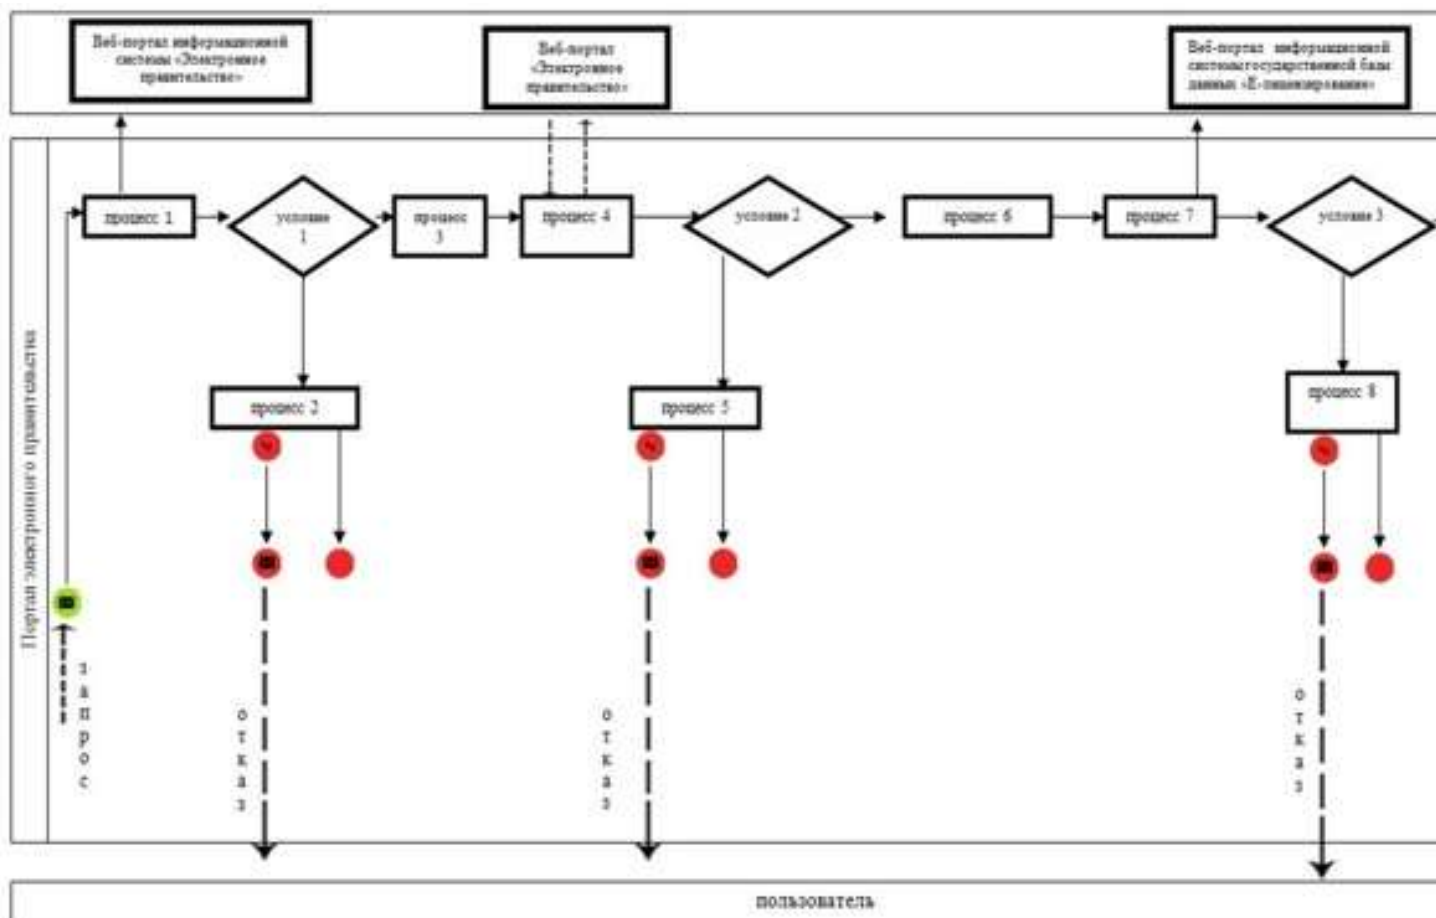 Веб-портал информационной
системы «Электронное
правительство»
Веб-портал
«Электронное
правительство»
Веб-портал информационной
системы государственной базы
данных «Е-лицензирование»
Портал электронного правительства
процесс 1
условие
1
процесс
3
процесс 4
условие 2
процесс 6
процесс 7
условие 3
процесс 2
процесс 5
процесс 8
запрос
отказ
отказ
отказ
пользователь